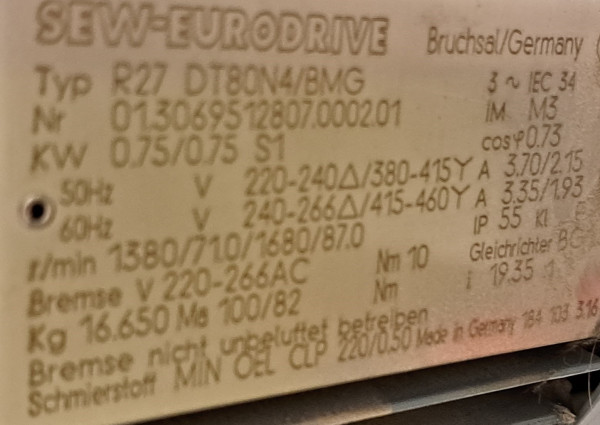 SEW-EURODRIVE Bruchsal/Germany
Typ R27 DT80N4/BMG 3 ~ IEC 34
Nr 01.3069512807.0002.01 IM M3
KW 0.75/0.75 S1 cosφ 0.73
50Hz V 220-240Δ/380-415Y A 3.70/2.15
60Hz V 240-266Δ/415-460Y A 3.35/1.93
IP 55 Kl
r/min 1380/71.0/1680/87.0
Bremse V 220-266AC Nm 10 Gleichrichter BG
Kg 16.650 Ma 100/82 Nm i 19.35 :1
Bremse nicht unbelüftet betreiben
Schmierstoff MIN OEL CLP 220/0.50 Made in Germany 184 103 3.16